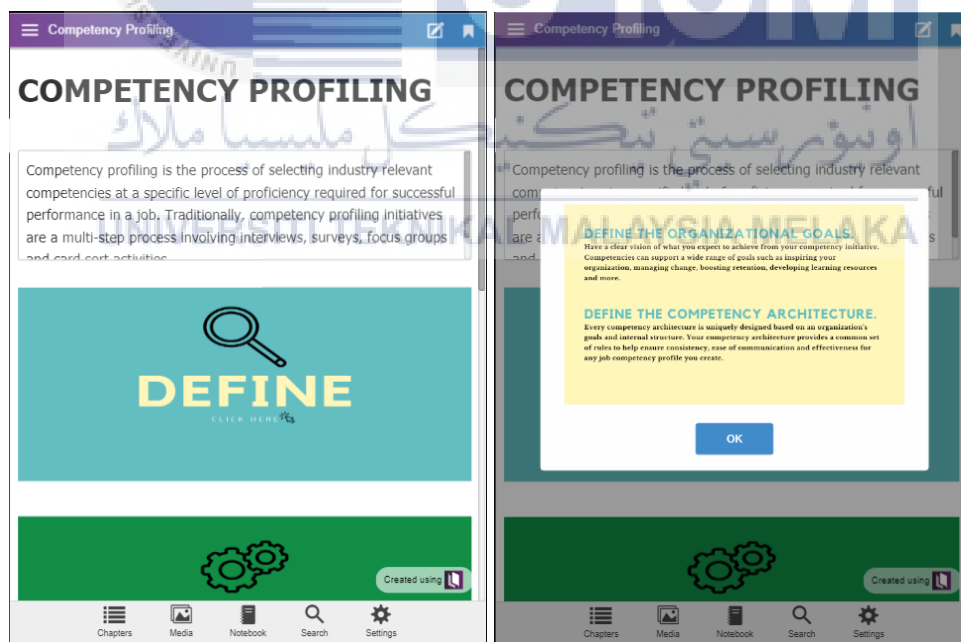 Competency Profiling
COMPETENCY PROFILING
Competency profiling is the process of selecting industry relevant
competencies at a specific level of proficiency required for successful
performance in a job. Traditionally, competency profiling initiatives
are a multi-step process involving interviews, surveys, focus groups
and card sort activities
DEFINE
CLICK HERE
Created using
Chapters Media Notebook Search Settings
Competency Profiling
COMPETENCY PROFILING
Competency profiling is the process of selecting industry relevant
DEFINE THE ORGANIZATIONAL GOALS.
Have a clear vision of what you expect to achieve from your competency initiative.
Competencies can support a wide range of goals such as inspiring your
organization, managing change, boosting retention, developing learning resources
and more.
DEFINE THE COMPETENCY ARCHITECTURE.
Every competency architecture is uniquely designed based on an organization's
goals and internal structure. Your competency architecture provides a common set
of rules to help ensure consistency, ease of communication and effectiveness for
any job competency profile you create.
OK
Created using
Chapters Media Notebook Search Settings
اونيۏرسيتي تيكنيكل مليسيا ملاك
UNIVERSITI TEKNIKAL MALAYSIA MELAKA